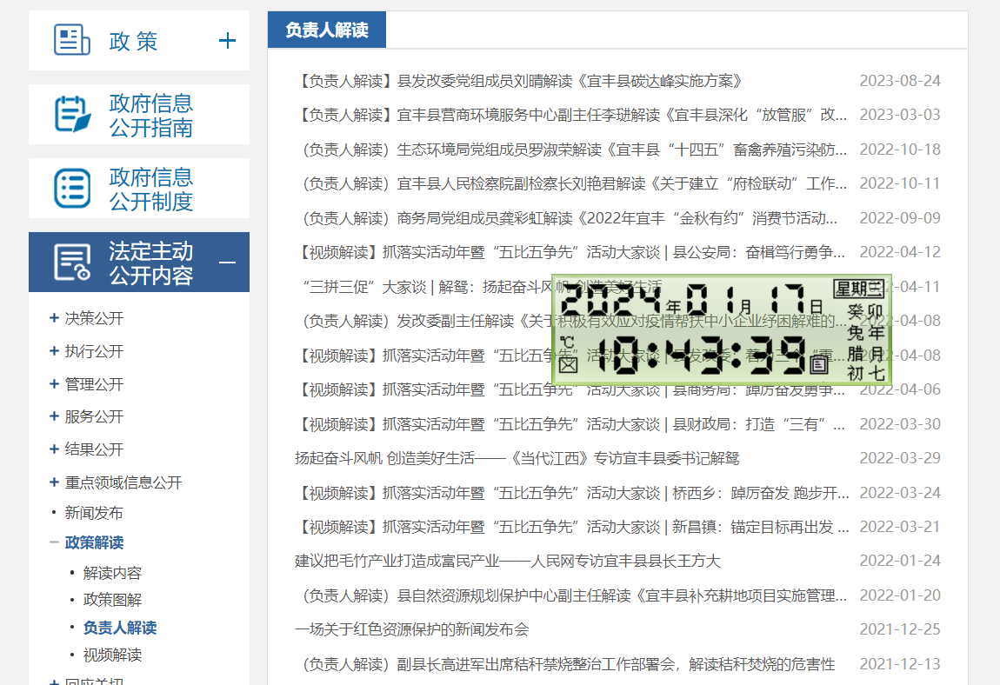 政 策
政府信息
公开指南
政府信息
公开制度
法定主动
公开内容
决策公开
执行公开
管理公开
服务公开
结果公开
重点领域信息公开
新闻发布
政策解读
解读内容
政策图解
负责人解读
视频解读
回应关切
负责人解读
【负责人解读】县发改委党组成员刘晴解读《宜丰县碳达峰实施方案》 2023-08-24
【负责人解读】宜丰县营商环境服务中心副主任李琎解读《宜丰县深化“放管服”改... 2023-03-03
（负责人解读）生态环境局党组成员罗淑荣解读《宜丰县“十四五”畜禽养殖污染防... 2022-10-18
（负责人解读）宜丰县人民检察院副检察长刘艳君解读《关于建立“府检联动”工作... 2022-10-11
（负责人解读）商务局党组成员龚彩虹解读《2022年宜丰“金秋有约”消费节活动... 2022-09-09
【视频解读】抓落实活动年暨“五比五争先”活动大家谈 | 县公安局：奋楫笃行勇争... 2022-04-12
“三拼三促”大家谈 | 解鸳：扬起奋斗风帆 创造美好生活 2-04-11
（负责人解读）发改委副主任解读《关于积极有效应对疫情帮扶中小企业纾困解难的... 2-04-08
【视频解读】抓落实活动年暨“五比五争先”活动大家谈 | 县发改委：着力三个“重... 2-04-08
【视频解读】抓落实活动年暨“五比五争先”活动大家谈 | 县商务局：踔厉奋发勇争... 2022-04-06
【视频解读】抓落实活动年暨“五比五争先”活动大家谈 | 县财政局：打造“三有”... 2022-03-30
扬起奋斗风帆 创造美好生活——《当代江西》专访宜丰县委书记解鸳 2022-03-29
【视频解读】抓落实活动年暨“五比五争先”活动大家谈 | 桥西乡：踔厉奋发 跑步开... 2022-03-24
【视频解读】抓落实活动年暨“五比五争先”活动大家谈 | 新昌镇：锚定目标再出发 ... 2022-03-21
建议把毛竹产业打造成富民产业——人民网专访宜丰县县长王方大 2022-01-24
（负责人解读）县自然资源规划保护中心副主任解读《宜丰县补充耕地项目实施管理... 2022-01-20
一场关于红色资源保护的新闻发布会 2021-12-25
（负责人解读）副县长高进军出席秸秆禁烧整治工作部署会，解读秸秆焚烧的危害性 2021-12-13
2024年01月17日 星期三
℃ 10:43:39
癸卯
兔年
腊月
初七